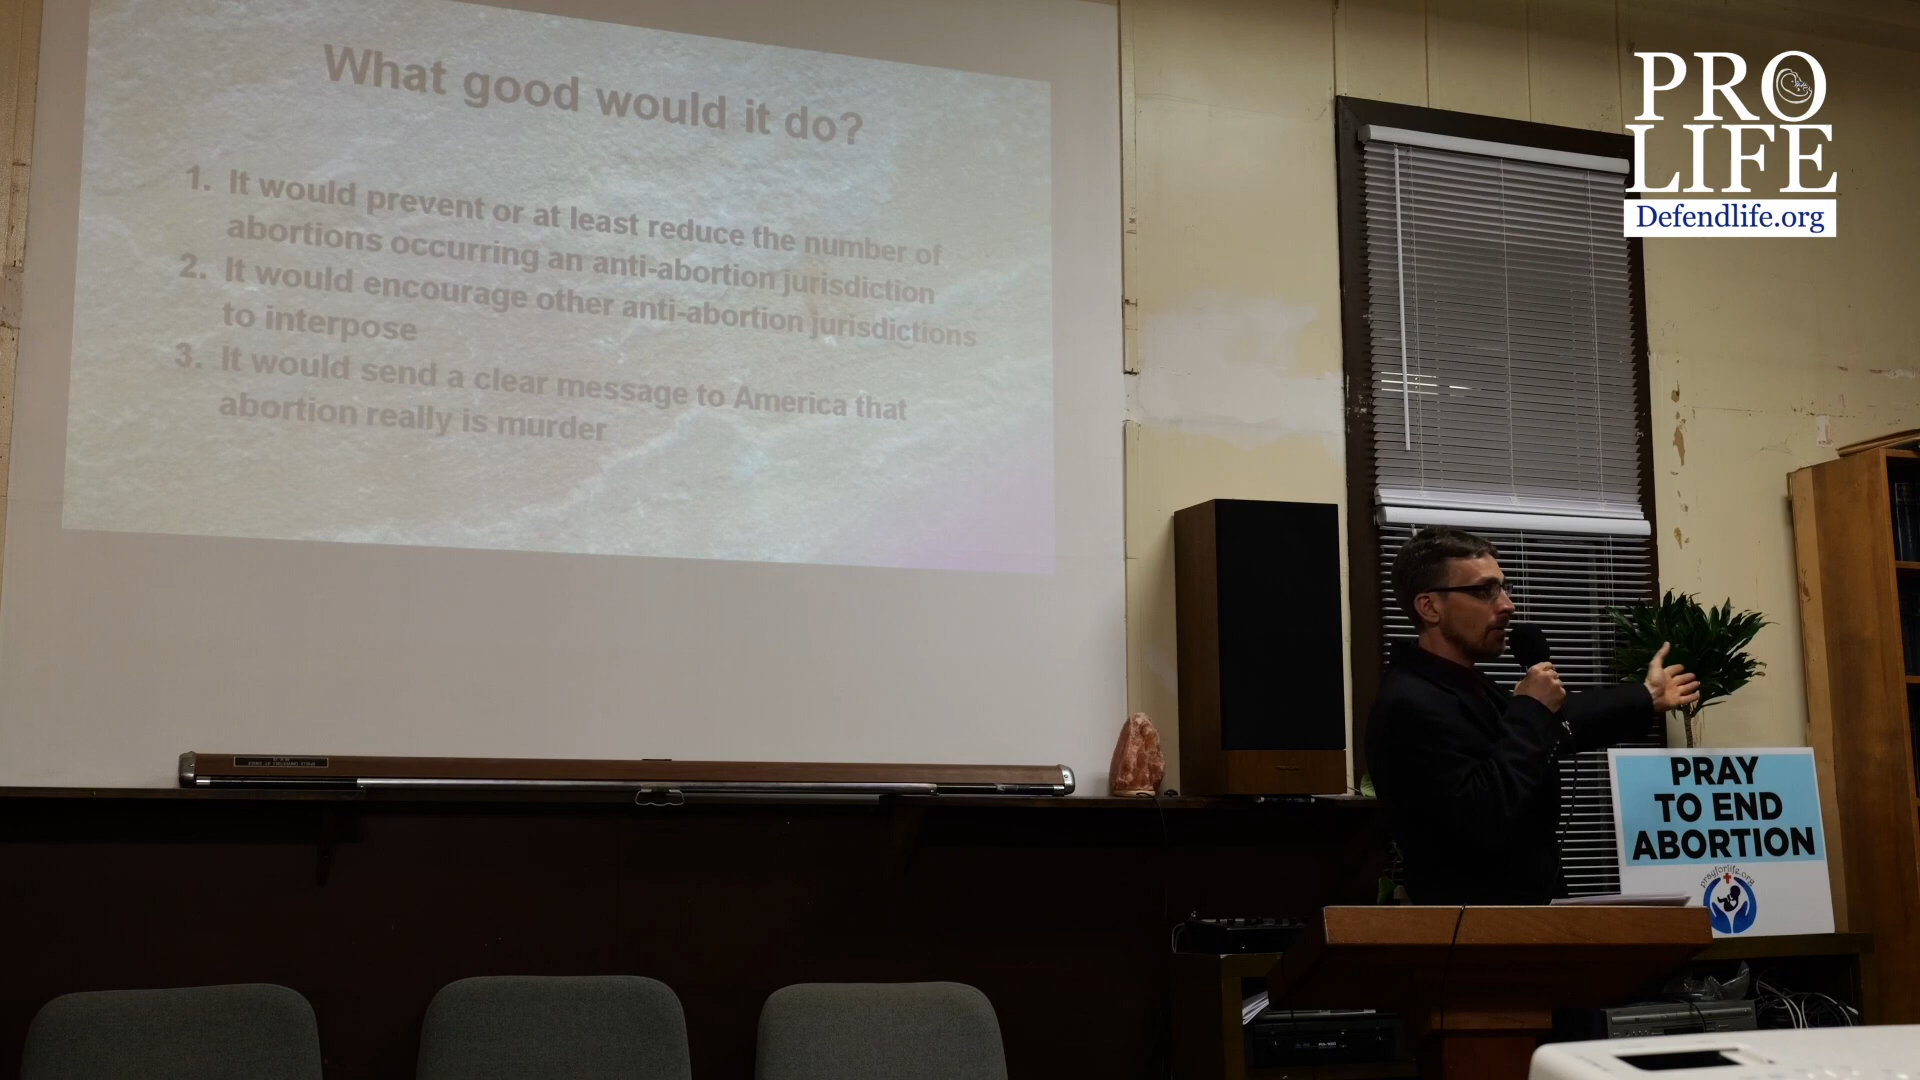 What good would it do?
1. It would prevent or at least reduce the number of
abortions occurring an anti-abortion jurisdiction
2. It would encourage other anti-abortion jurisdictions
to interpose
3. It would send a clear message to America that
abortion really is murder
PRO
LIFE
Defendlife.org
PRAY
TO END
ABORTION
prayforlife.org